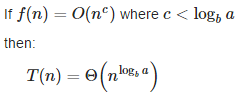 If f(n) = O(n^c) where c < log_b a
then:
T(n) = Θ(n^{log_b a})